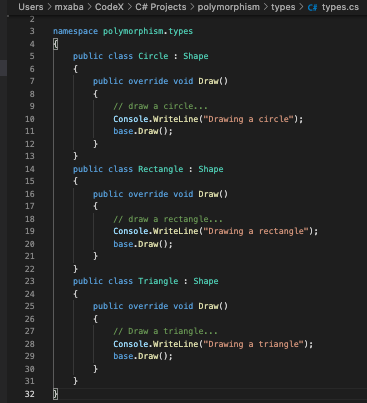 Users > mxaba > CodeX > C# Projects > polymorphism > types > C# types.cs
2
3 namespace polymorphism.types
4 {
5 public class Circle : Shape
6 {
7 public override void Draw()
8 {
9 // draw a circle...
10 Console.WriteLine("Drawing a circle");
11 base.Draw();
12 }
13 }
14 public class Rectangle : Shape
15 {
16 public override void Draw()
17 {
18 // draw a rectangle...
19 Console.WriteLine("Drawing a rectangle");
20 base.Draw();
21 }
22 }
23 public class Triangle : Shape
24 {
25 public override void Draw()
26 {
27 // Draw a triangle...
28 Console.WriteLine("Drawing a triangle");
29 base.Draw();
30 }
31 }
32 }